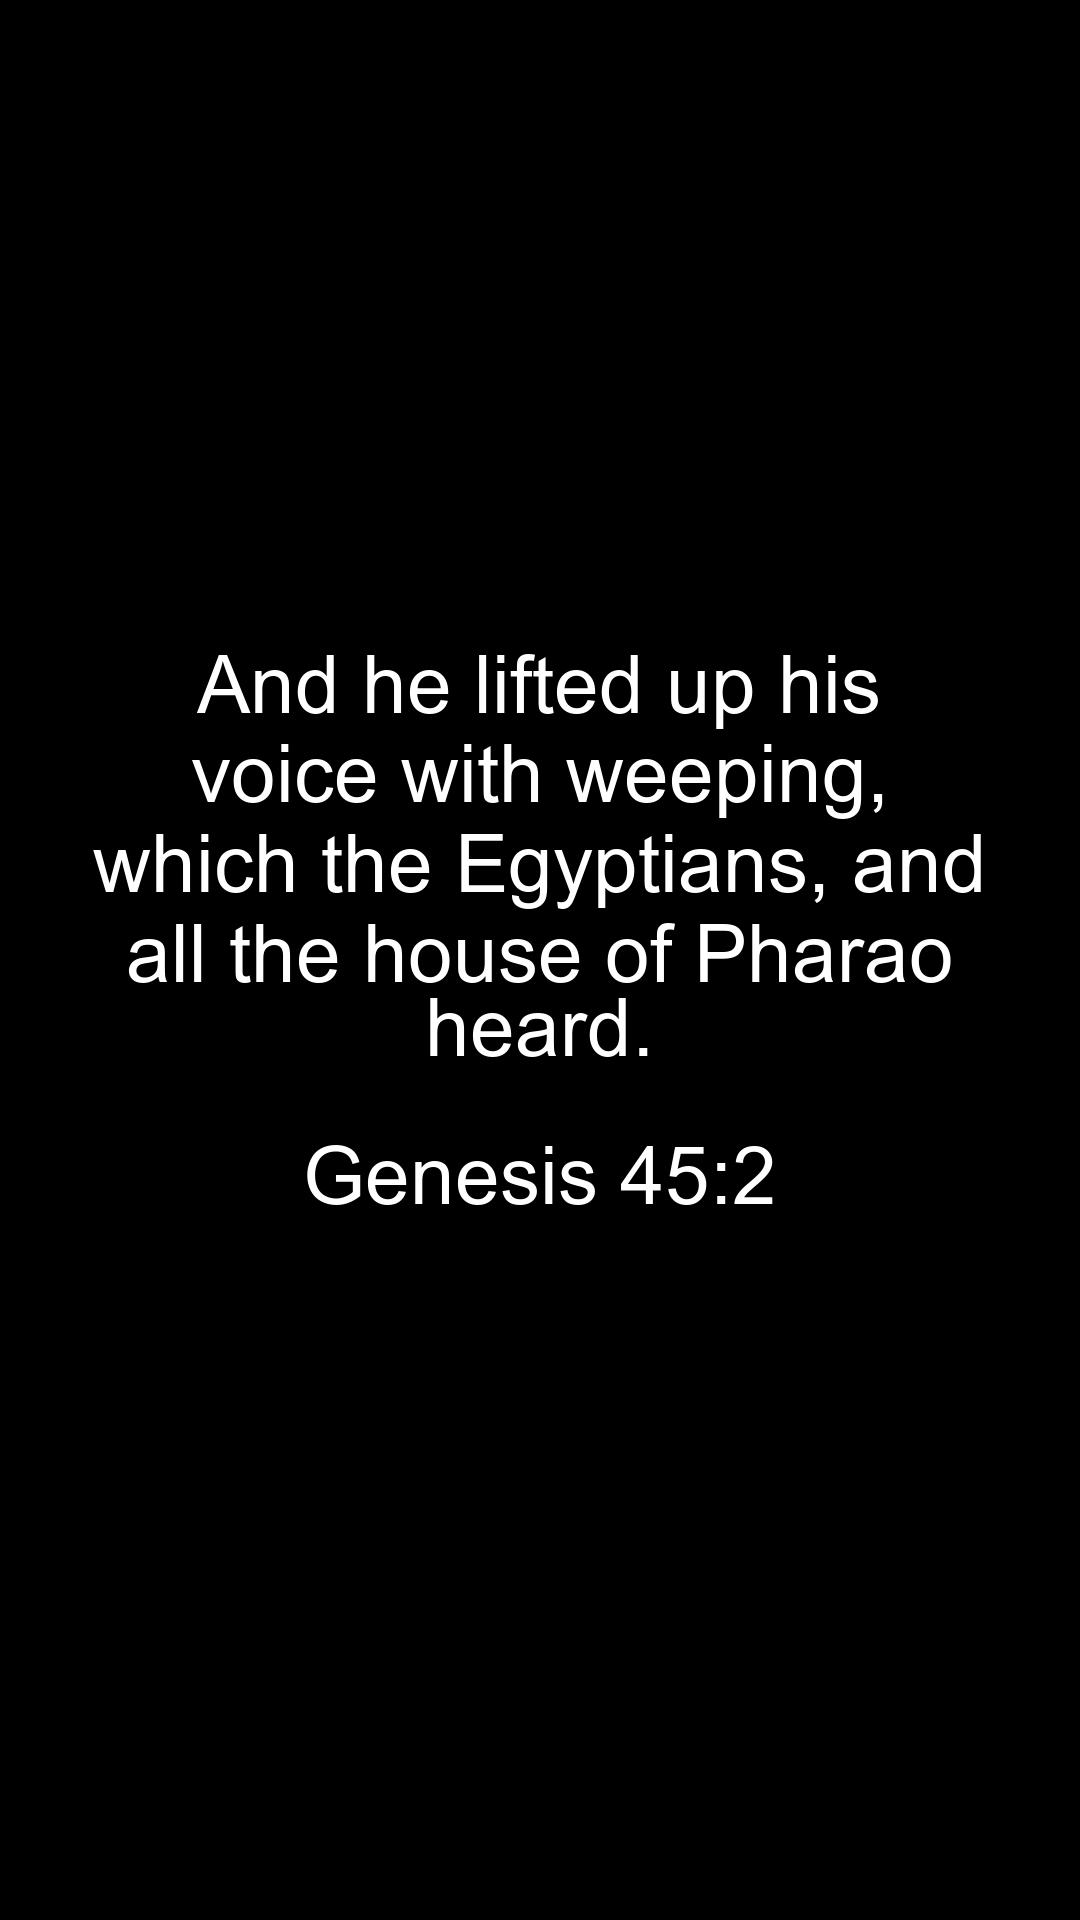 And he lifted up his
voice with weeping,
which the Egyptians, and
all the house of Pharao
heard.
Genesis 45:2